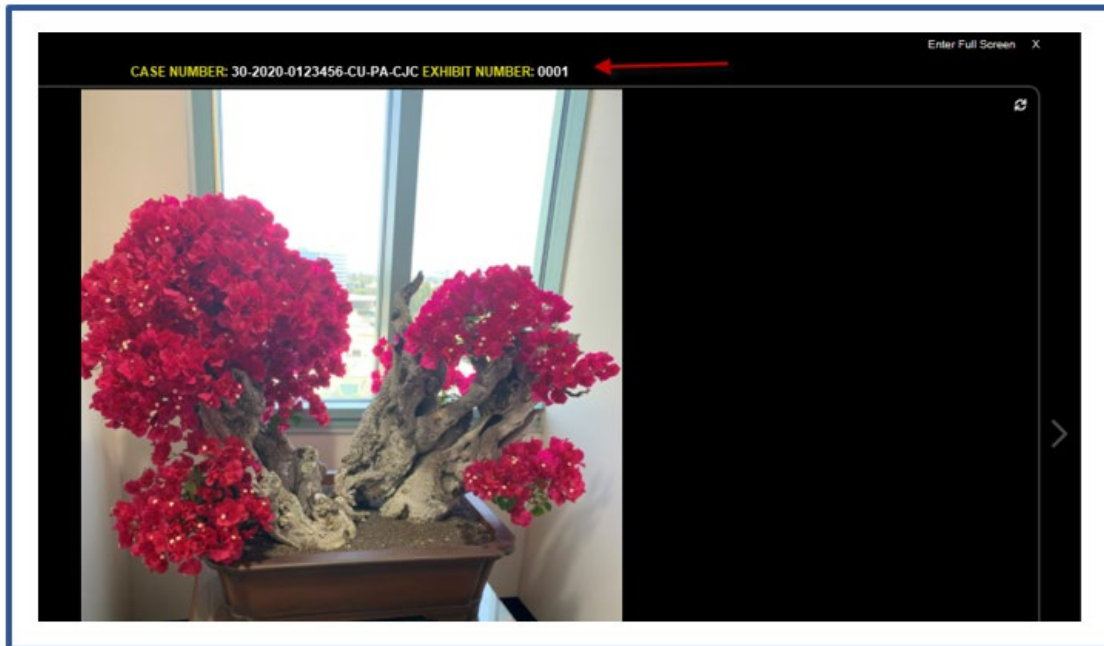 Enter Full Screen X
CASE NUMBER: 30-2020-0123456-CU-PA-CJC EXHIBIT NUMBER: 0001